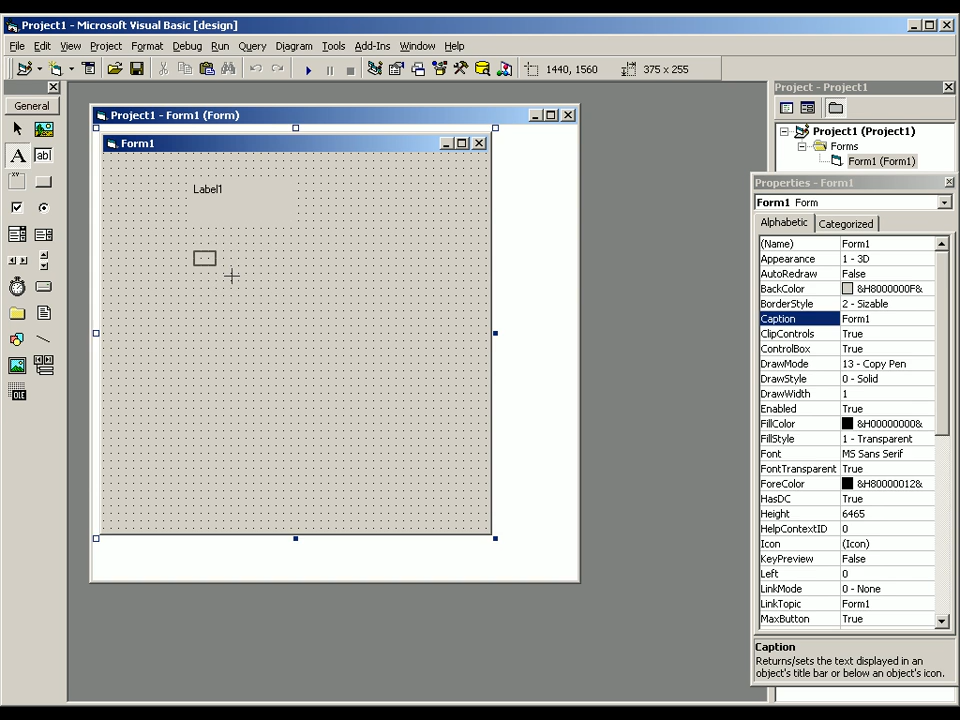 Project1 - Microsoft Visual Basic [design]
File Edit View Project Format Debug Run Query Diagram Tools Add-Ins Window Help
1440, 1560 375 x 255
General
A
ab|
XY
OLE
Project1 - Form1 (Form)
Form1
Label1
Project - Project1
Project1 (Project1)
Forms
Form1 (Form1)
Properties - Form1
Form1 Form
Alphabetic Categorized
(Name) Form1
Appearance 1 - 3D
AutoRedraw False
BackColor &H8000000F&
BorderStyle 2 - Sizable
Caption Form1
ClipControls True
ControlBox True
DrawMode 13 - Copy Pen
DrawStyle 0 - Solid
DrawWidth 1
Enabled True
FillColor &H00000000&
FillStyle 1 - Transparent
Font MS Sans Serif
FontTransparent True
ForeColor &H80000012&
HasDC True
Height 6465
HelpContextID 0
Icon (Icon)
KeyPreview False
Left 0
LinkMode 0 - None
LinkTopic Form1
MaxButton True
Caption
Returns/sets the text displayed in an
object's title bar or below an object's icon.